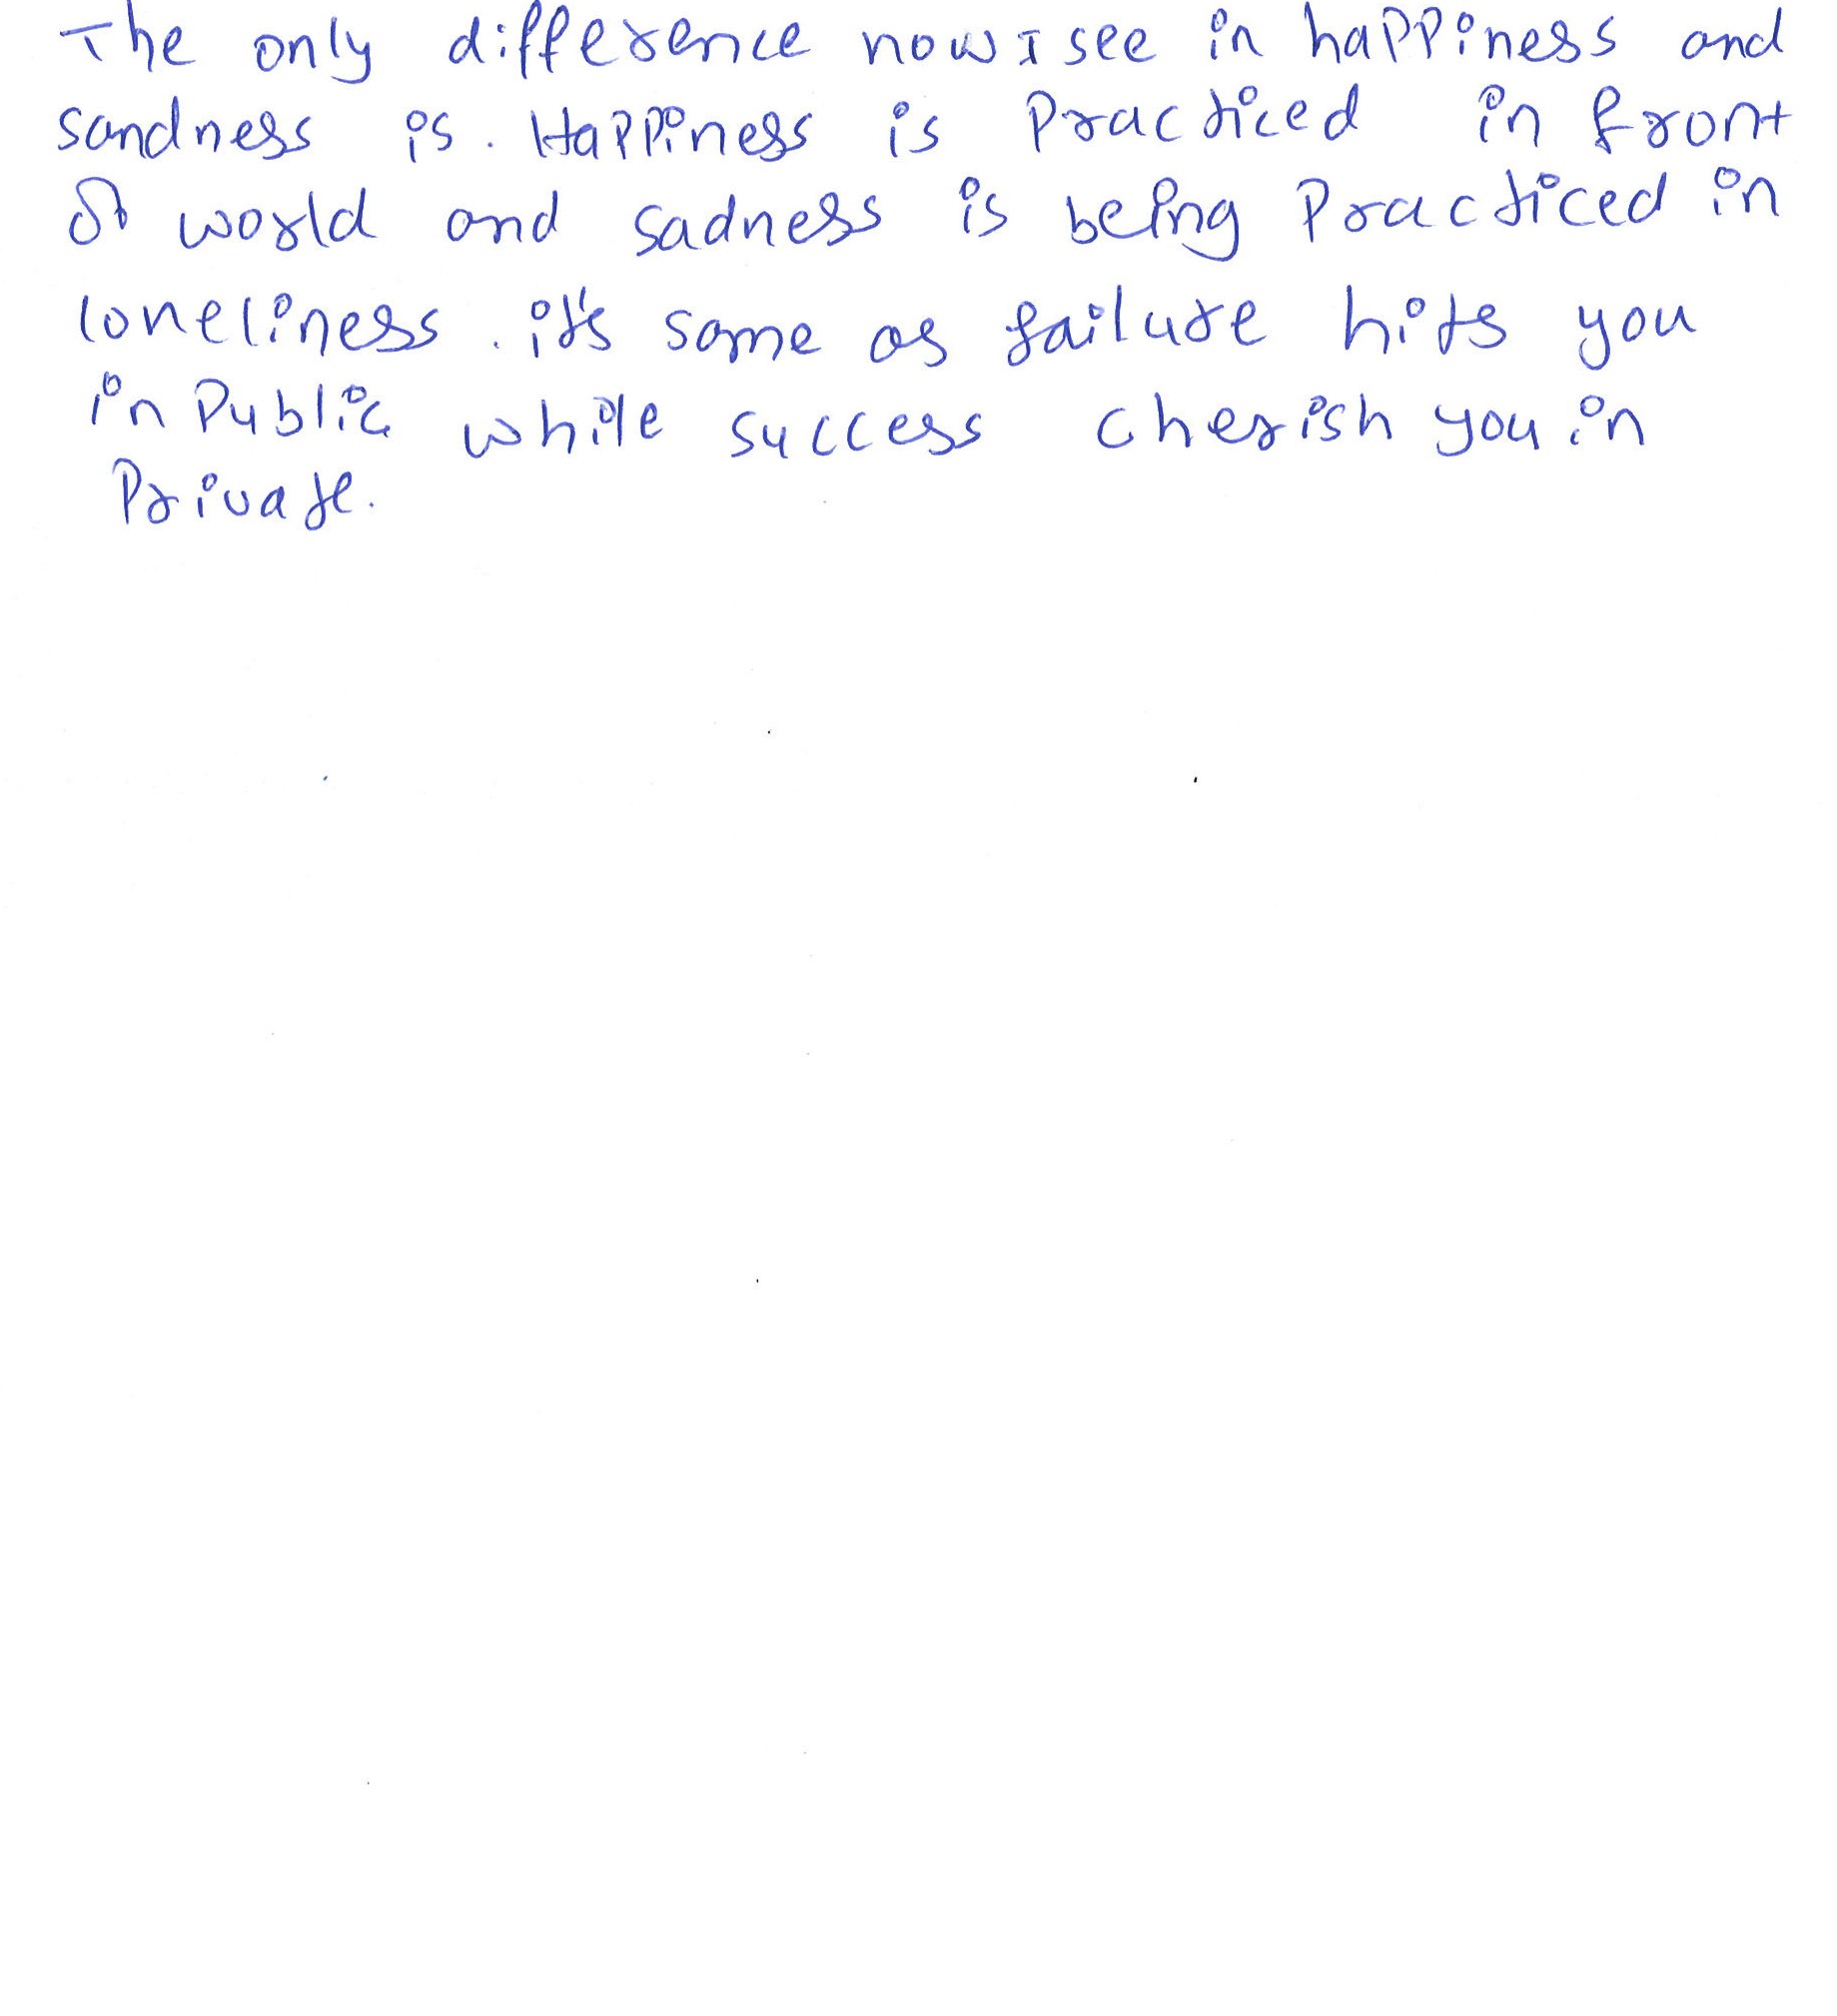 The only difference now I see in happiness and
sandness is. Happiness is Practiced in front
of world and sadness is being Practiced in
loneliness. it's same as failure hits you
in Public while success cherish you in
Private.